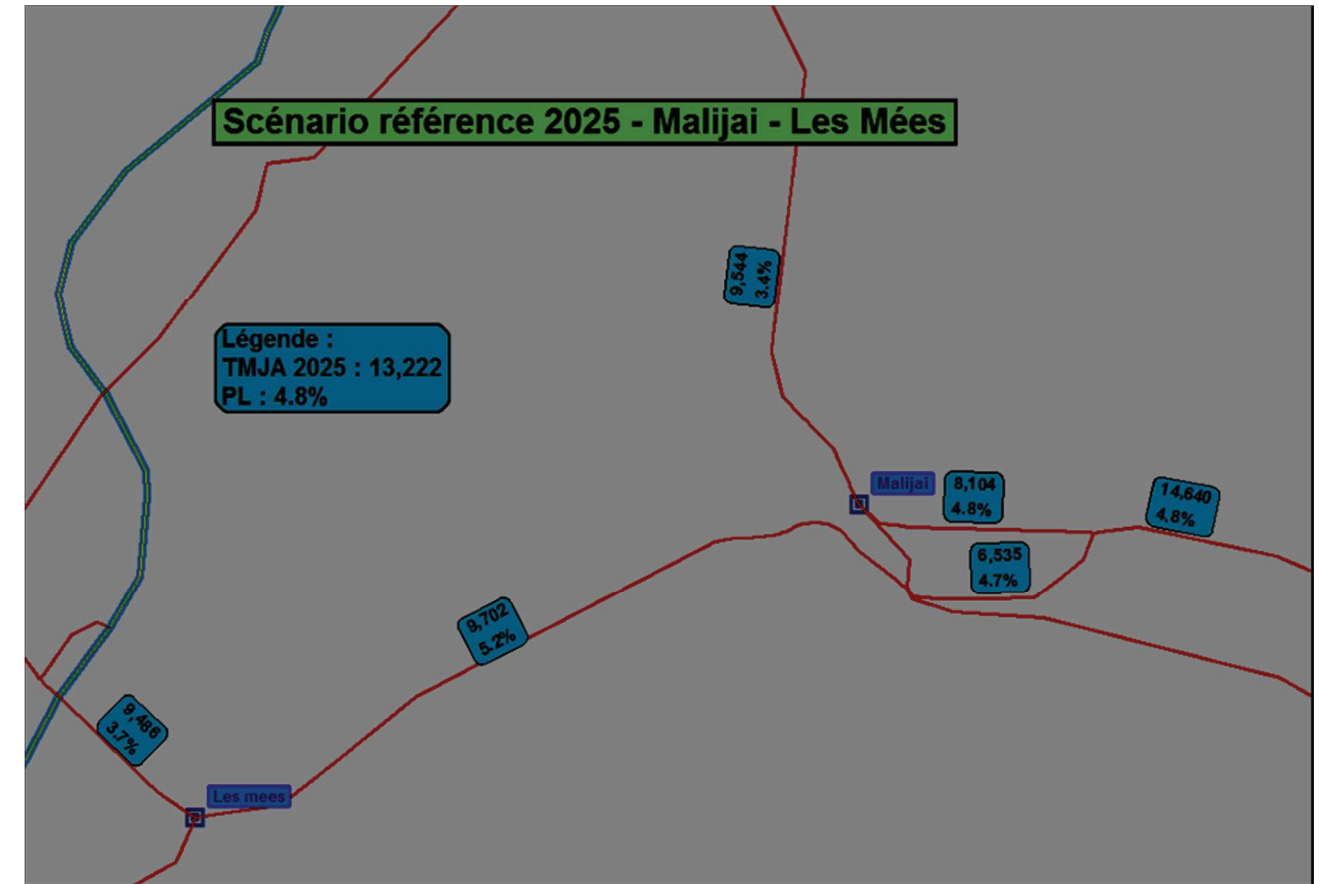 Scénario référence 2025 - Malijai - Les Mées
9,544
3.4%
Légende :
TMJA 2025 : 13,222
PL : 4.8%
Malijai
8,104
4.8%
14,640
4.8%
6,535
4.7%
9,702
5.2%
9,486
3.7%
Les mees